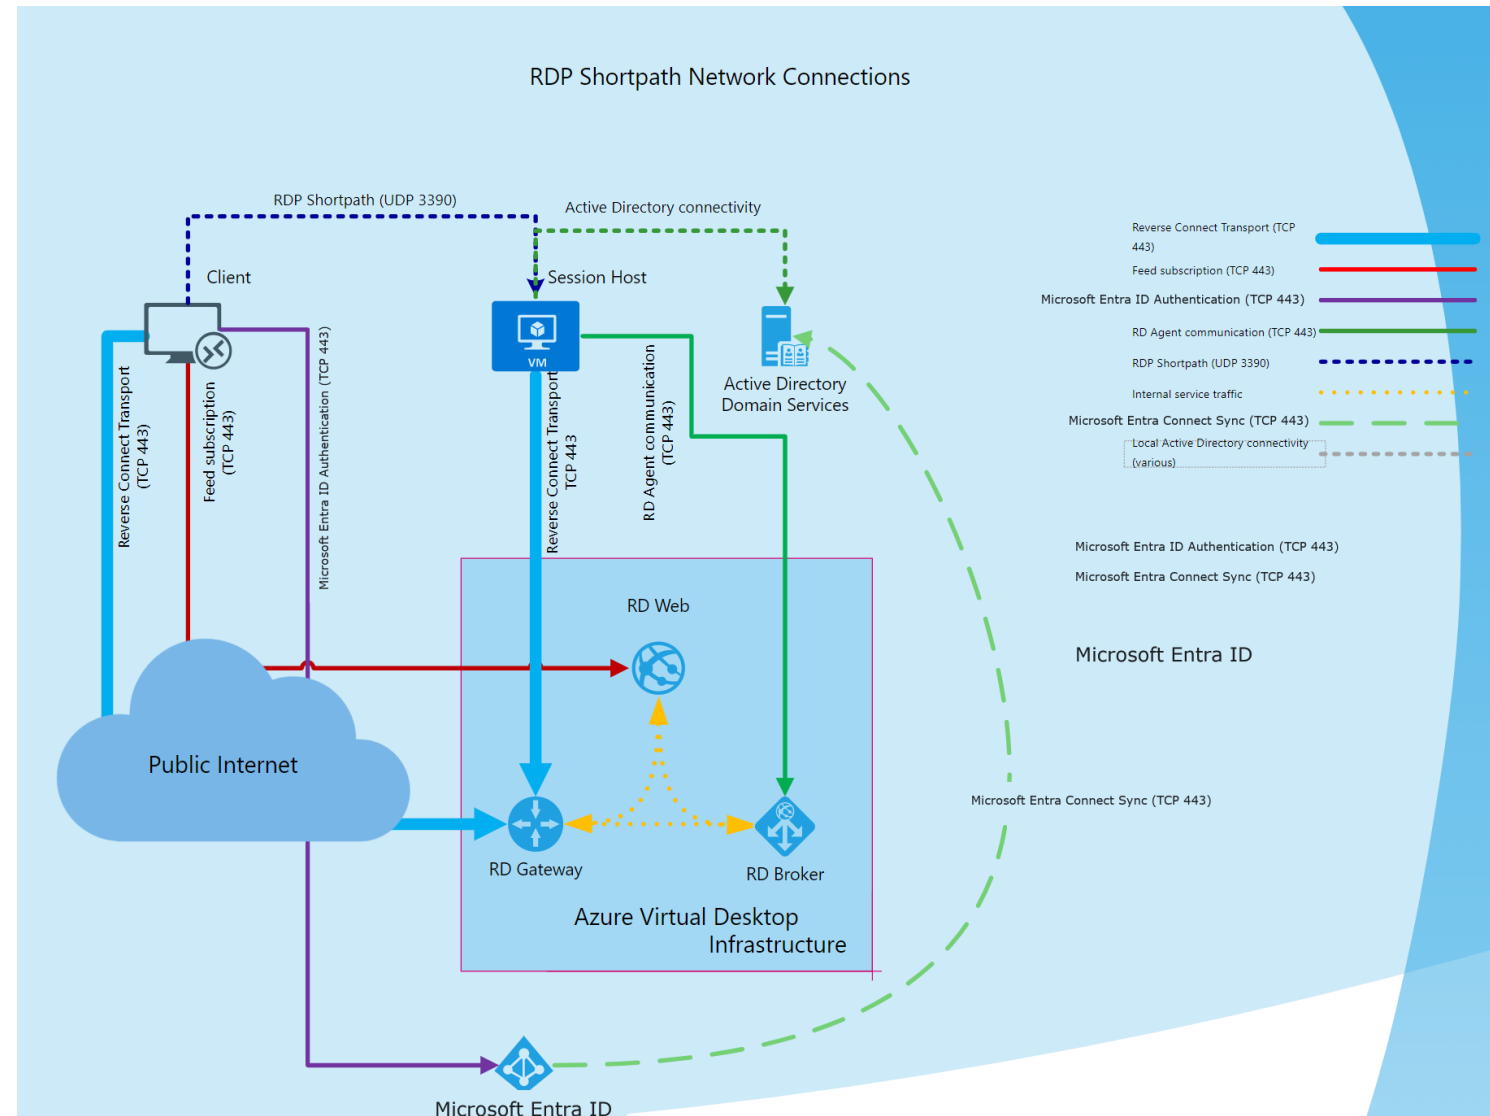 RDP Shortpath Network Connections
RDP Shortpath (UDP 3390)
Active Directory connectivity
Client
Session Host
VM
Active Directory
Domain Services
Reverse Connect Transport
(TCP 443)
Feed subscription
(TCP 443)
Microsoft Entra ID Authentication (TCP 443)
Reverse Connect Transport
TCP 443
RD Agent communication
(TCP 443)
RD Web
Public Internet
RD Gateway
RD Broker
Azure Virtual Desktop
Infrastructure
Microsoft Entra ID
Reverse Connect Transport (TCP
443)
Feed subscription (TCP 443)
Microsoft Entra ID Authentication (TCP 443)
RD Agent communication (TCP 443)
RDP Shortpath (UDP 3390)
Internal service traffic
Microsoft Entra Connect Sync (TCP 443)
Local Active Directory connectivity
(various)
Microsoft Entra ID Authentication (TCP 443)
Microsoft Entra Connect Sync (TCP 443)
Microsoft Entra ID
Microsoft Entra Connect Sync (TCP 443)